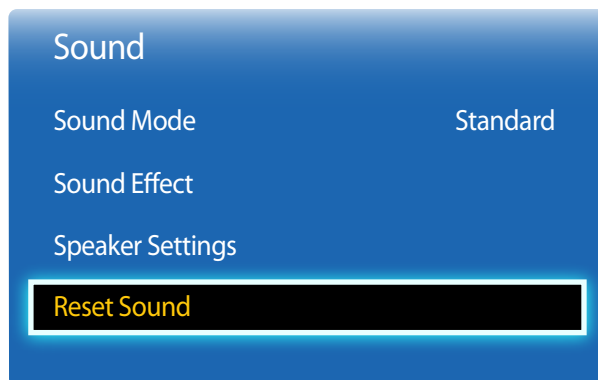 Sound
Sound Mode Standard
Sound Effect
Speaker Settings
Reset Sound